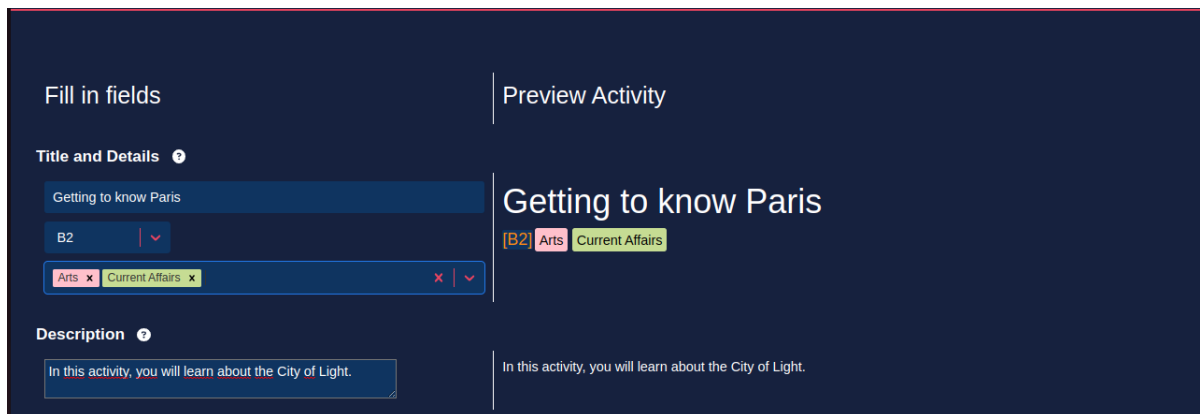 Fill in fields
Preview Activity
Title and Details ?
Getting to know Paris
B2
Arts x Current Affairs x x
Getting to know Paris
[B2] Arts Current Affairs
Description ?
In this activity, you will learn about the City of Light.
In this activity, you will learn about the City of Light.